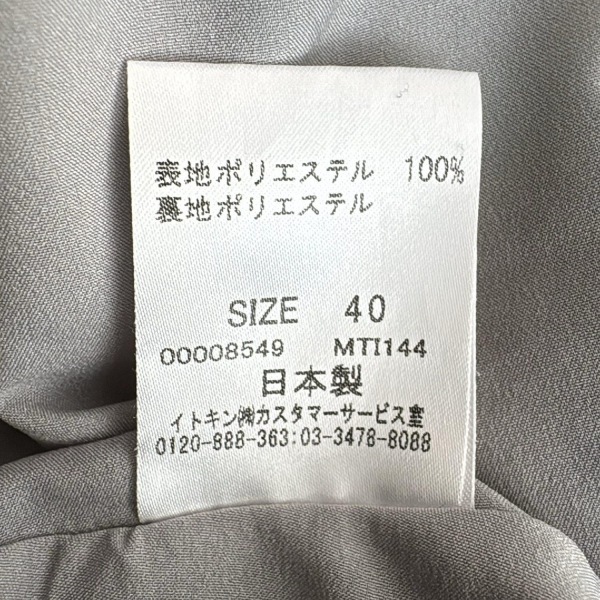 表地ポリエステル 100%
裏地ポリエステル
SIZE 40
00008549 MTI144
日本製
イトキン㈱カスタマーサービス室
0120-888-363:03-3478-8088